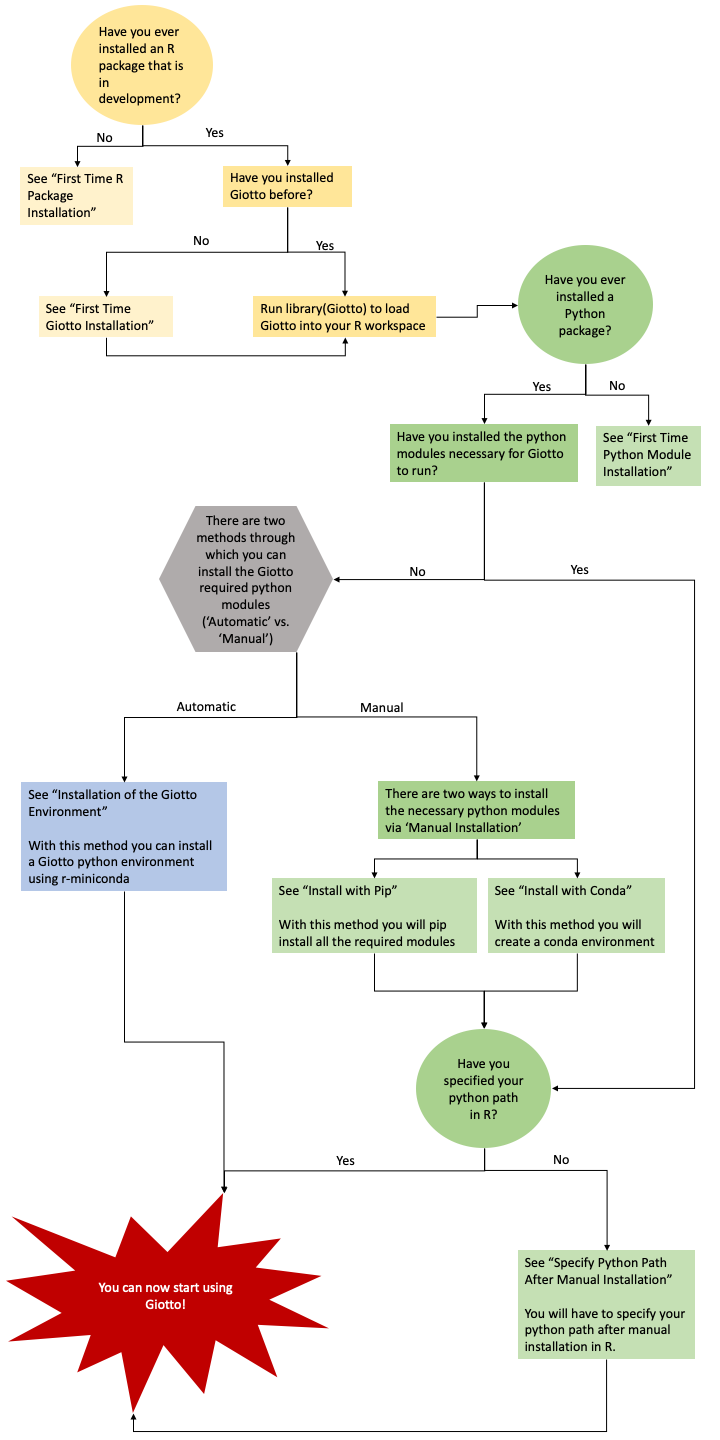 Have you ever
installed an R
package that is
in
development?
No
Yes
See “First Time R
Package
Installation”
Have you installed
Giotto before?
No
Yes
See “First Time
Giotto Installation”
Run library(Giotto) to load
Giotto into your R workspace
Have you ever
installed a
Python
package?
Yes
No
Have you installed the python
modules necessary for Giotto
to run?
See “First Time
Python Module
Installation”
There are two
methods through
which you can
install the Giotto
required python
modules
(‘Automatic’ vs.
‘Manual’)
No
Yes
Automatic
Manual
See “Installation of the Giotto
Environment”
With this method you can install
a Giotto python environment
using r-miniconda
There are two ways to install
the necessary python modules
via ‘Manual Installation’
See “Install with Pip”
With this method you will pip
install all the required modules
See “Install with Conda”
With this method you will
create a conda environment
Have you
specified your
python path
in R?
Yes
No
You can now start using
Giotto!
See “Specify Python Path
After Manual Installation”
You will have to specify your
python path after manual
installation in R.